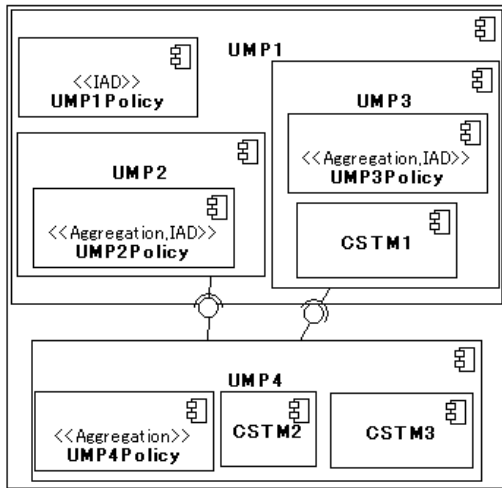 UMP1
<<IAD>>
UMP1Policy
UMP3
<<Aggregation,IAD>>
UMP3Policy
UMP2
<<Aggregation,IAD>>
UMP2Policy
CSTM1
UMP4
<<Aggregation>>
UMP4Policy
CSTM2
CSTM3